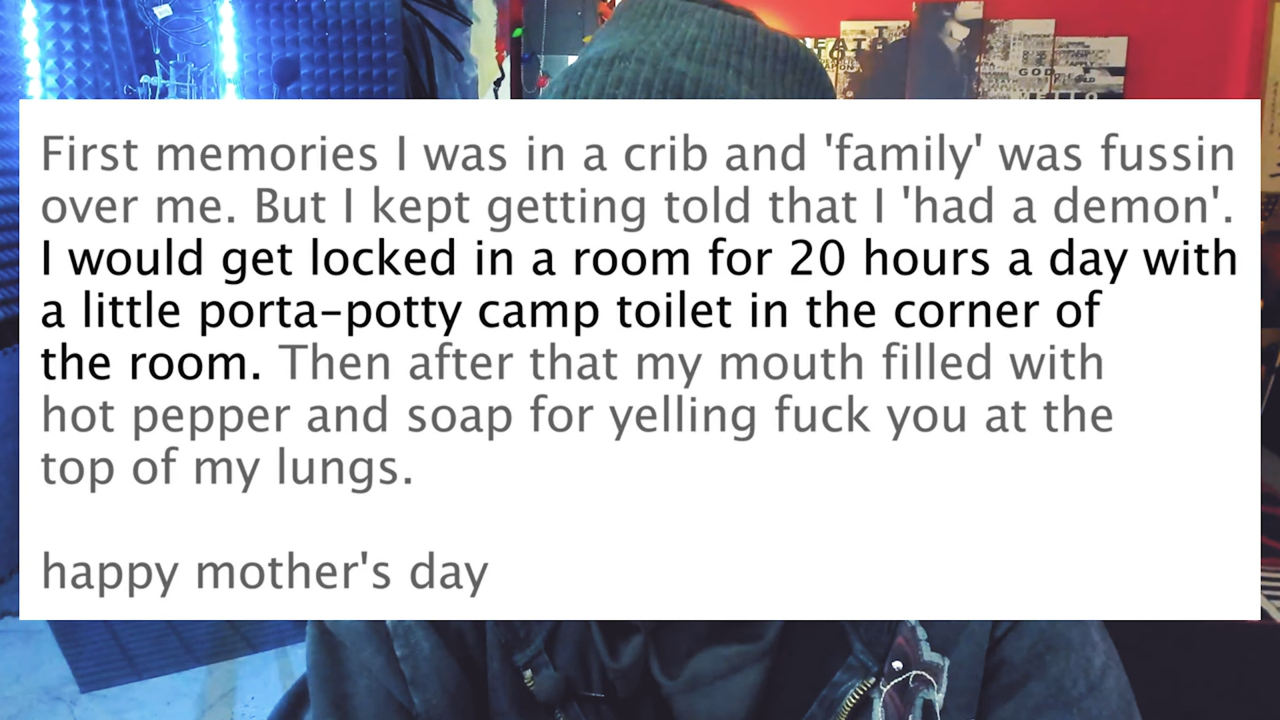 First memories I was in a crib and 'family' was fussin
over me. But I kept getting told that I 'had a demon'.
I would get locked in a room for 20 hours a day with
a little porta-potty camp toilet in the corner of
the room. Then after that my mouth filled with
hot pepper and soap for yelling fuck you at the
top of my lungs.
happy mother's day